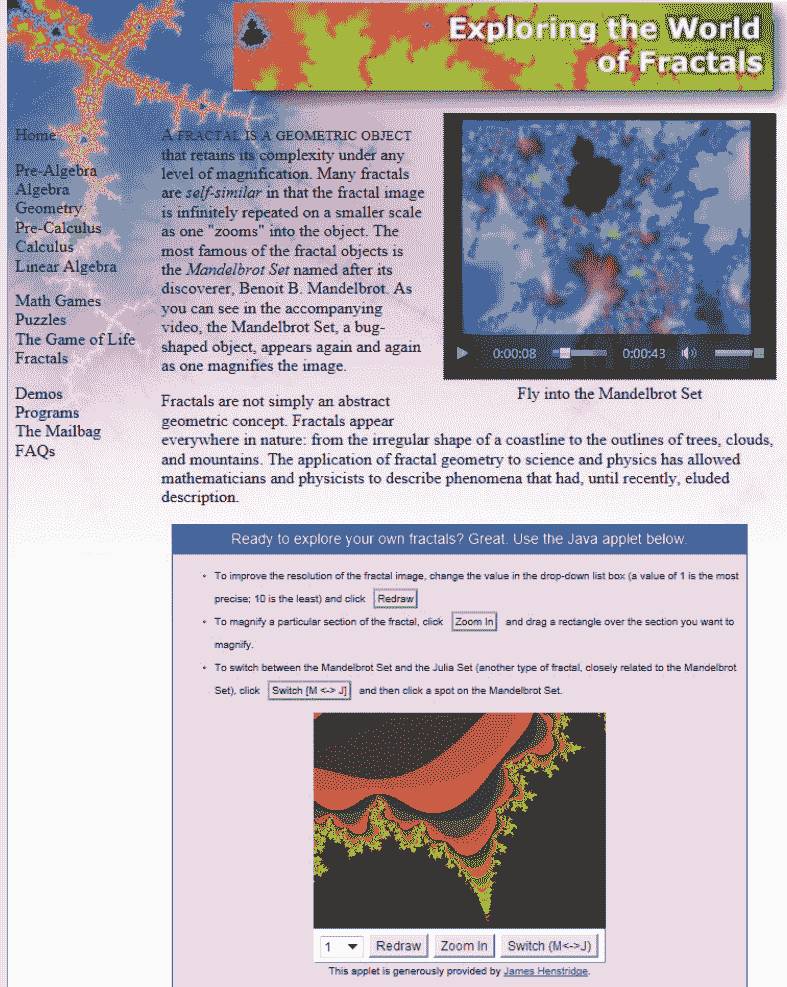 Exploring the World
of Fractals
Home
Pre-Algebra
Algebra
Geometry
Pre-Calculus
Calculus
Linear Algebra
Math Games
Puzzles
The Game of Life
Fractals
Demos
Programs
The Mailbag
FAQs
A FRACTAL IS A GEOMETRIC OBJECT
that retains its complexity under any
level of magnification. Many fractals
are self-similar in that the fractal image
is infinitely repeated on a smaller scale
as one "zooms" into the object. The
most famous of the fractal objects is
the Mandelbrot Set named after its
discoverer, Benoit B. Mandelbrot. As
you can see in the accompanying
video, the Mandelbrot Set, a bug-
shaped object, appears again and again
as one magnifies the image.
0:00:08 0:00:43
Fly into the Mandelbrot Set
Fractals are not simply an abstract
geometric concept. Fractals appear
everywhere in nature: from the irregular shape of a coastline to the outlines of trees, clouds,
and mountains. The application of fractal geometry to science and physics has allowed
mathematicians and physicists to describe phenomena that had, until recently, eluded
description.
Ready to explore your own fractals? Great. Use the Java applet below.
• To improve the resolution of the fractal image, change the value in the drop-down list box (a value of 1 is the most
precise; 10 is the least) and click Redraw
• To magnify a particular section of the fractal, click Zoom In and drag a rectangle over the section you want to
magnify.
• To switch between the Mandelbrot Set and the Julia Set (another type of fractal, closely related to the Mandelbrot
Set), click Switch [M <-> J] and then click a spot on the Mandelbrot Set.
1 Redraw Zoom In Switch (M<->J)
This applet is generously provided by James Henstridge.